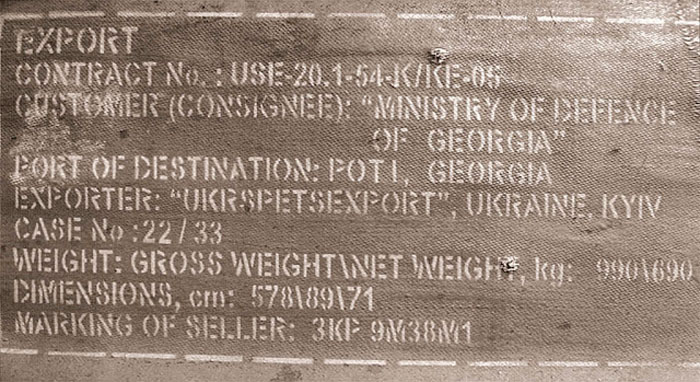 EXPORT
CONTRACT No. : USE-20.1-54-K/KE-05
CUSTOMER (CONSIGNEE): "MINISTRY OF DEFENCE
OF GEORGIA"
PORT OF DESTINATION: POTI, GEORGIA
EXPORTER: "UKRSPETSEXPORT", UKRAINE, KYIV
CASE No : 22 / 33
WEIGHT: GROSS WEIGHT\NET WEIGHT, kg: 990\690
DIMENSIONS, cm: 578\89\71
MARKING OF SELLER: 3KP 9M38M1